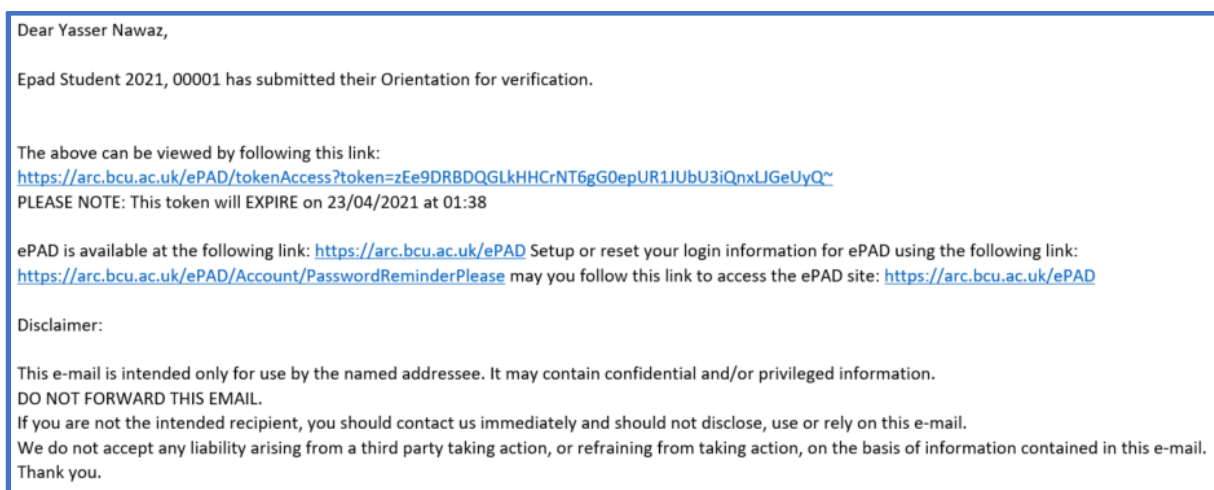 Dear Yasser Nawaz,
Epad Student 2021, 00001 has submitted their Orientation for verification.
The above can be viewed by following this link:
https://arc.bcu.ac.uk/ePAD/tokenAccess?token=zEe9DRBDQGLkHHCrNT6gG0epUR1JUbU3iQnxLJGeUyQ~
PLEASE NOTE: This token will EXPIRE on 23/04/2021 at 01:38
ePAD is available at the following link: https://arc.bcu.ac.uk/ePAD Setup or reset your login information for ePAD using the following link:
https://arc.bcu.ac.uk/ePAD/Account/PasswordReminderPlease may you follow this link to access the ePAD site: https://arc.bcu.ac.uk/ePAD
Disclaimer:
This e-mail is intended only for use by the named addressee. It may contain confidential and/or privileged information.
DO NOT FORWARD THIS EMAIL.
If you are not the intended recipient, you should contact us immediately and should not disclose, use or rely on this e-mail.
We do not accept any liability arising from a third party taking action, or refraining from taking action, on the basis of information contained in this e-mail.
Thank you.